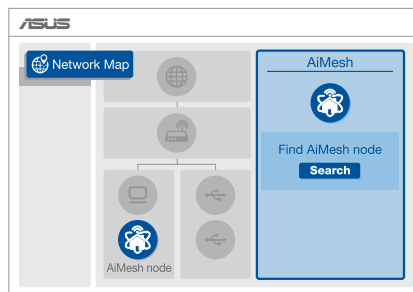 ASUS
Network Map
AiMesh
Find AiMesh node
Search
AiMesh node